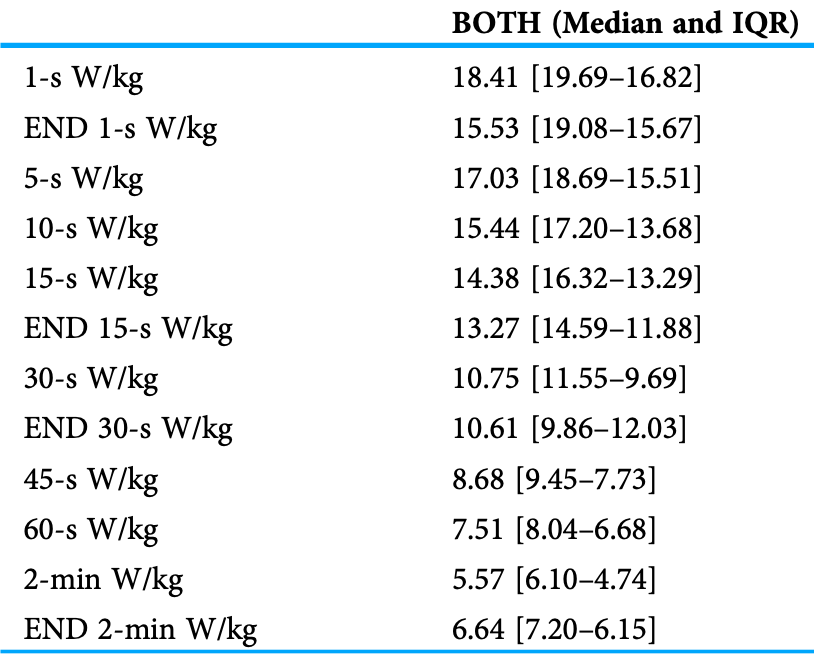 BOTH (Median and IQR)
1-s W/kg 18.41 [19.69–16.82]
END 1-s W/kg 15.53 [19.08–15.67]
5-s W/kg 17.03 [18.69–15.51]
10-s W/kg 15.44 [17.20–13.68]
15-s W/kg 14.38 [16.32–13.29]
END 15-s W/kg 13.27 [14.59–11.88]
30-s W/kg 10.75 [11.55–9.69]
END 30-s W/kg 10.61 [9.86–12.03]
45-s W/kg 8.68 [9.45–7.73]
60-s W/kg 7.51 [8.04–6.68]
2-min W/kg 5.57 [6.10–4.74]
END 2-min W/kg 6.64 [7.20–6.15]